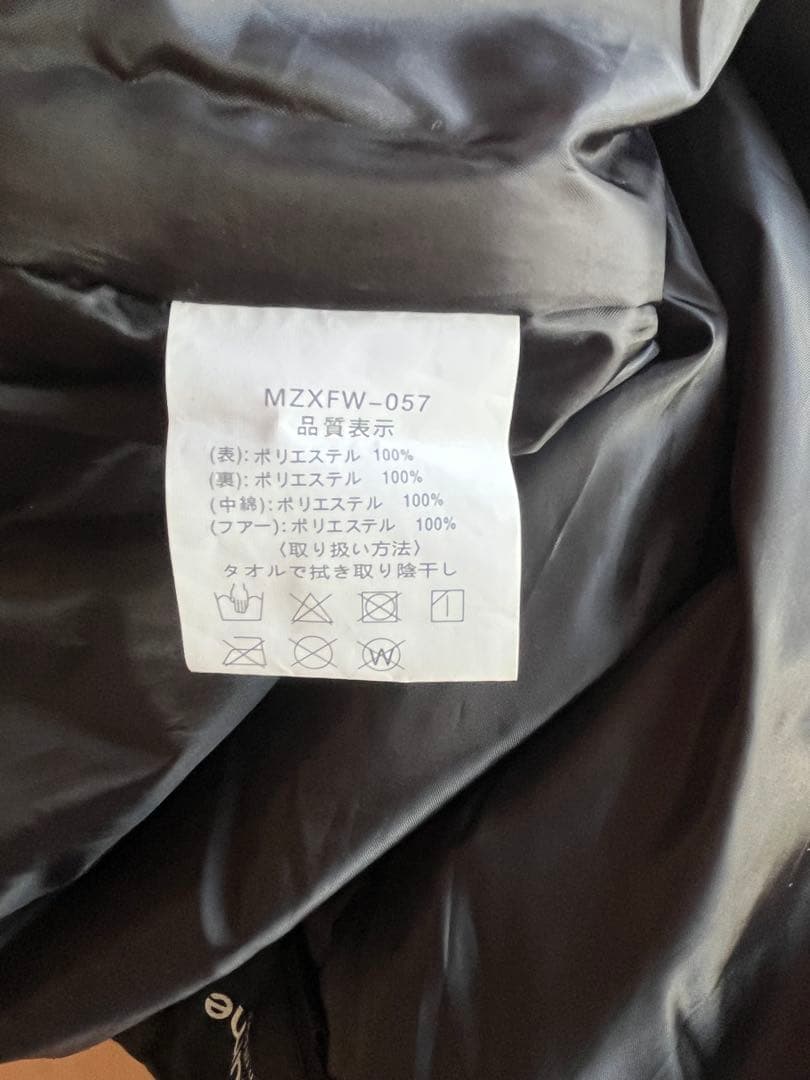 MZXFW-057
品質表示
(表):ポリエステル 100%
(裏):ポリエステル 100%
(中綿):ポリエステル 100%
(フアー):ポリエステル 100%
〈取り扱い方法〉
タオルで拭き取り陰干し
W